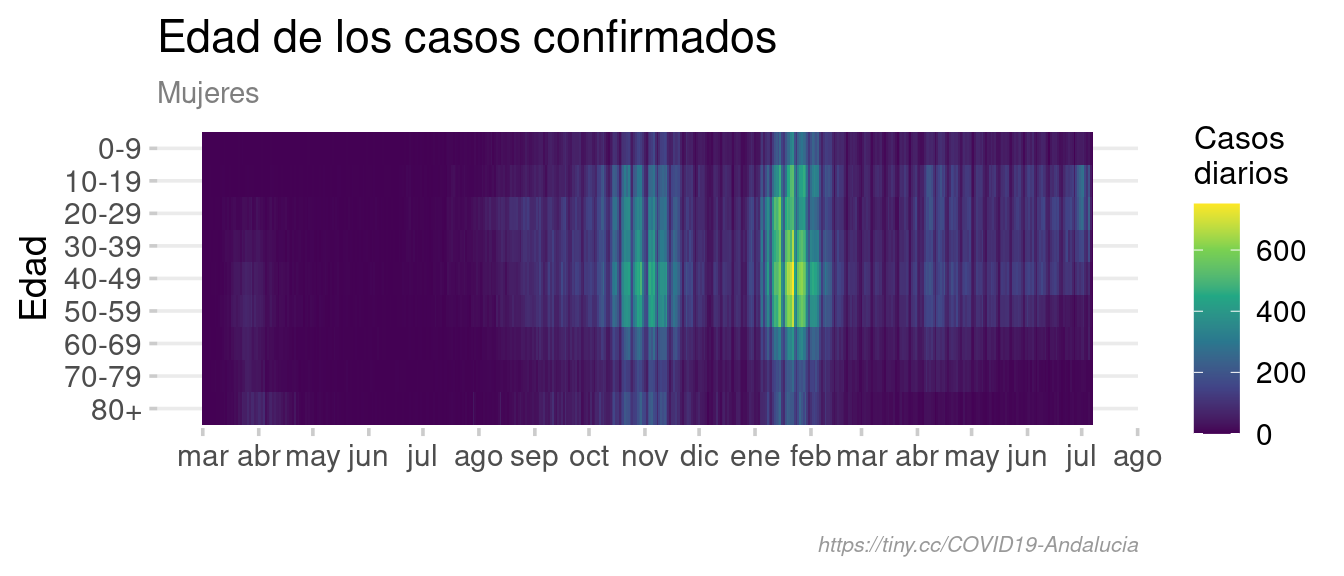 Edad de los casos confirmados
Mujeres
Casos
diarios
600
400
200
0
Edad
0-9
10-19
20-29
30-39
40-49
50-59
60-69
70-79
80+
mar abr may jun jul ago sep oct nov dic ene feb mar abr may jun jul ago
https://tiny.cc/COVID19-Andalucia